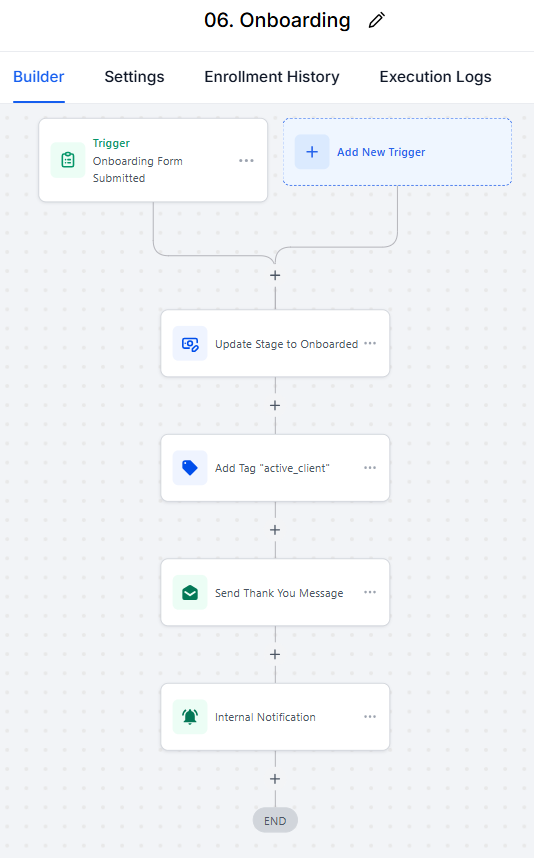 06. Onboarding
Builder
Settings
Enrollment History
Execution Logs
Trigger
Onboarding Form
Submitted
Add New Trigger
Update Stage to Onboarded
Add Tag "active_client"
Send Thank You Message
Internal Notification
END